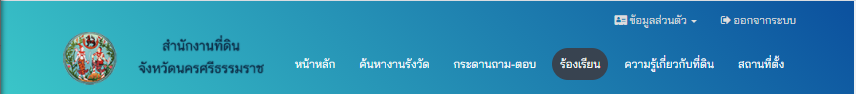 ข้อมูลส่วนตัว ออกจากระบบ
สำนักงานที่ดิน
จังหวัดนครศรีธรรมราช
หน้าหลัก ค้นหางานรังวัด กระดานถาม-ตอบ ร้องเรียน ความรู้เกี่ยวกับที่ดิน สถานที่ตั้ง